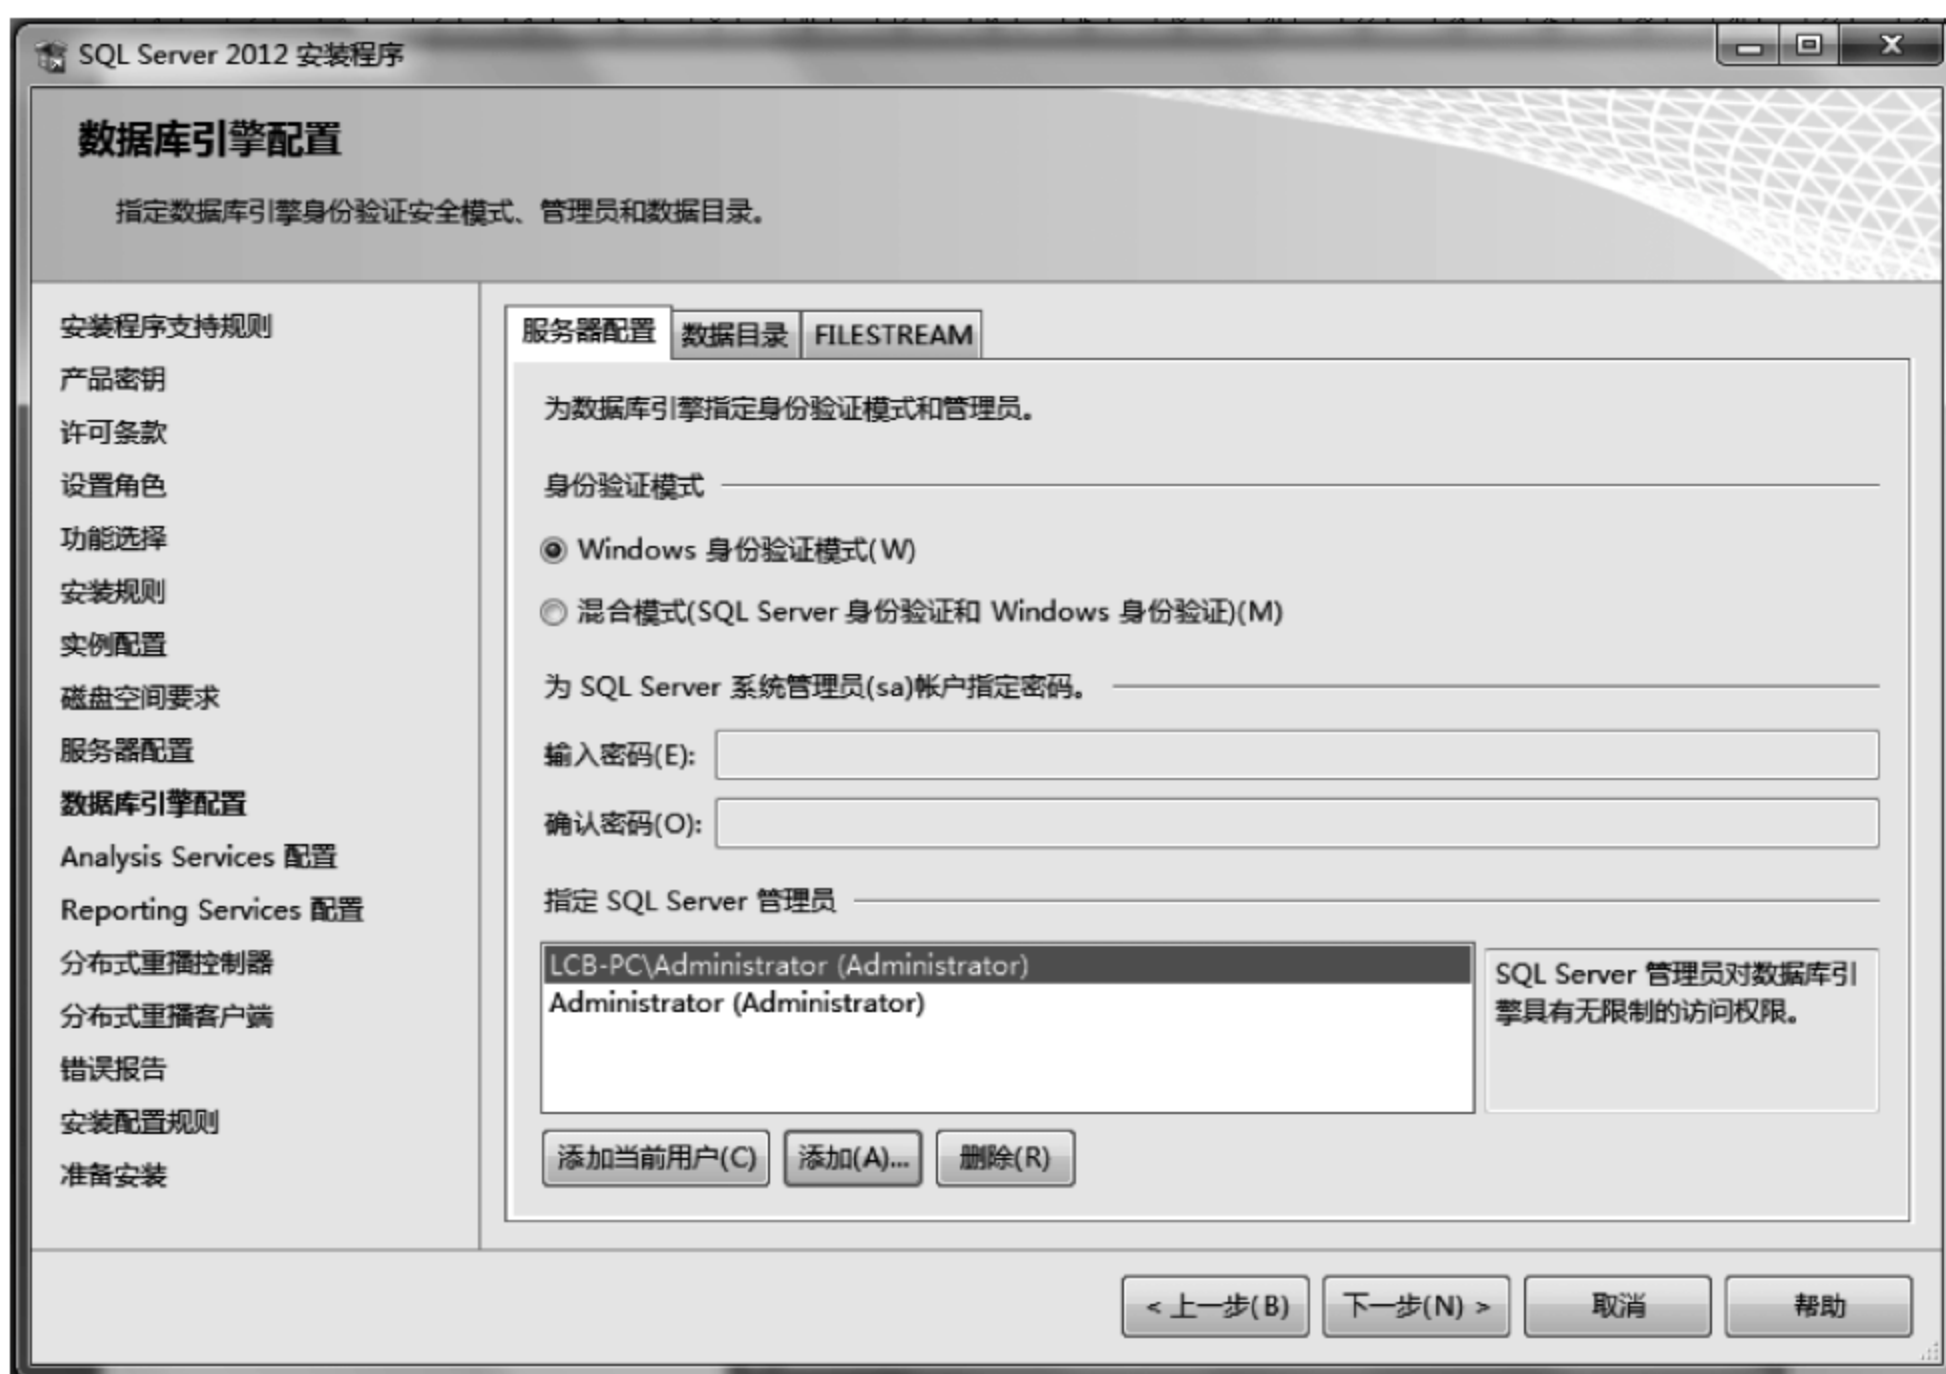 SQL Server 2012 安装程序
数据库引擎配置
指定数据库引擎身份验证安全模式、管理员和数据目录。
安装程序支持规则
产品密钥
许可条款
设置角色
功能选择
安装规则
实例配置
磁盘空间要求
服务器配置
数据库引擎配置
Analysis Services 配置
Reporting Services 配置
分布式重播控制器
分布式重播客户端
错误报告
安装配置规则
准备安装
服务器配置 数据目录 FILESTREAM
为数据库引擎指定身份验证模式和管理员。
身份验证模式
Windows 身份验证模式(W)
混合模式(SQL Server 身份验证和 Windows 身份验证)(M)
为 SQL Server 系统管理员(sa)帐户指定密码。
输入密码(E):
确认密码(O):
指定 SQL Server 管理员
LCB-PC\Administrator (Administrator)
Administrator (Administrator)
SQL Server 管理员对数据库引
擎具有无限制的访问权限。
添加当前用户(C) 添加(A)... 删除(R)
< 上一步(B) 下一步(N) > 取消 帮助